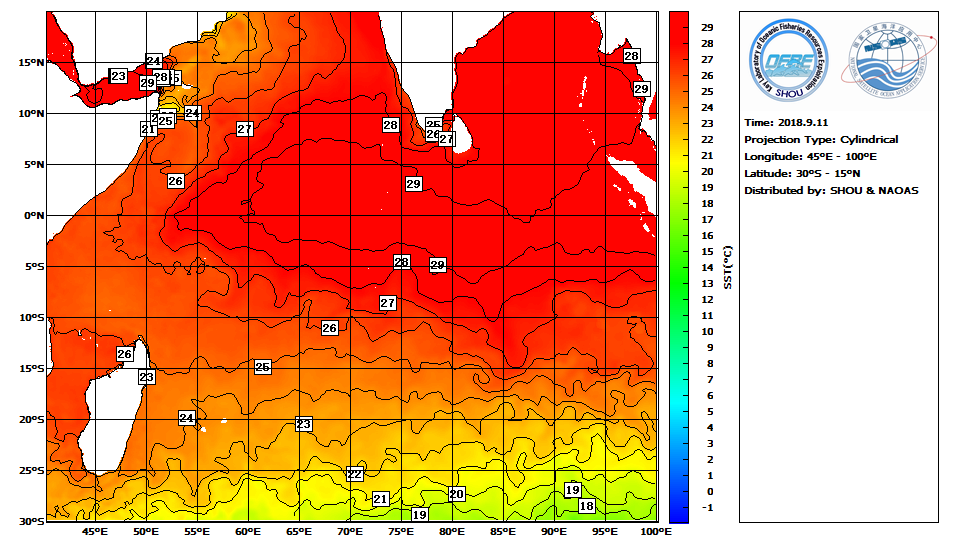 15°N
10°N
5°N
0°N
5°S
10°S
15°S
20°S
25°S
30°S
45°E
50°E
55°E
60°E
65°E
70°E
75°E
80°E
85°E
90°E
95°E
100°E
24
23
28
29
28
29
24
25
21
27
28
26
27
26
29
28
29
27
26
26
25
23
24
23
22
21
20
19
18
19
29
28
27
26
25
24
23
22
21
20
19
18
17
16
15
14
13
12
11
10
9
8
7
6
5
4
3
2
1
0
-1
SST(°C)
SHOU
Time: 2018.9.11
Projection Type: Cylindrical
Longitude: 45°E - 100°E
Latitude: 30°S - 15°N
Distributed by: SHOU & NAOAS